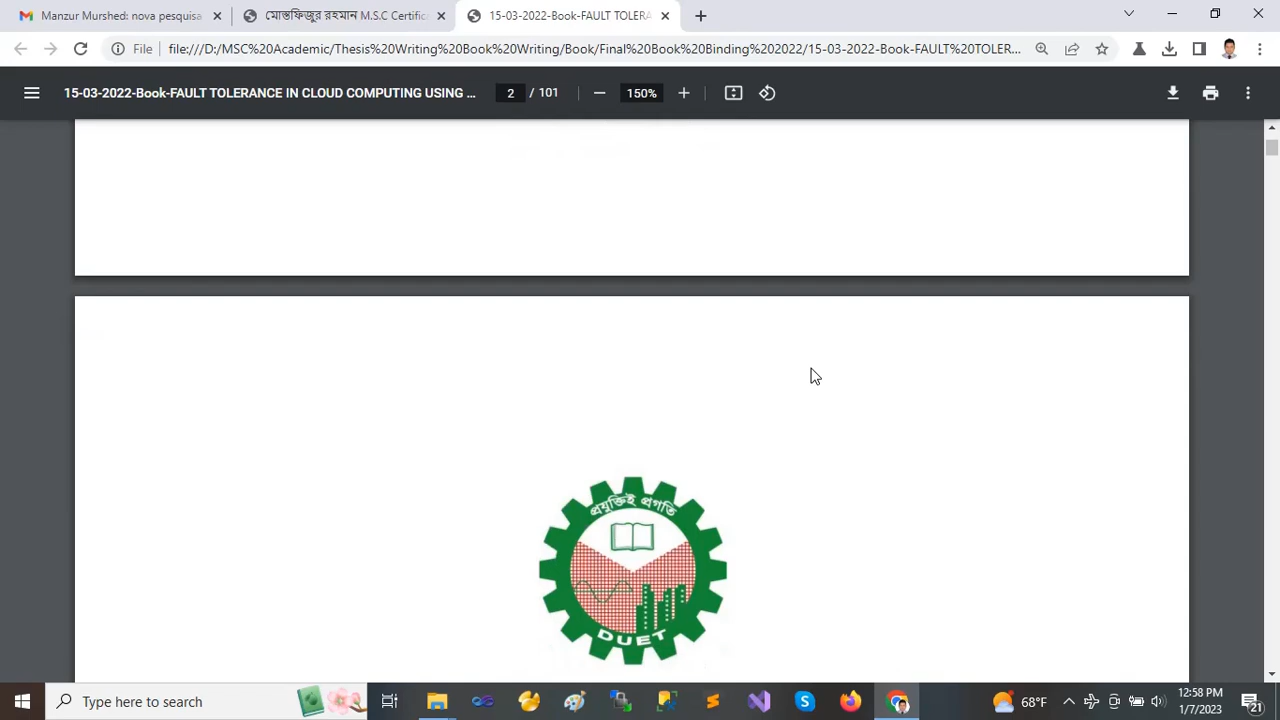 Manzur Murshed: nova pesquisa
মোস্তফিজুর রহমান M.S.C Certific
15-03-2022-Book-FAULT TOLERA
File
file:///D:/MSC%20Academic/Thesis%20Writing%20Book%20Writing/Book/Final%20Book%20Binding%202022/15-03-2022-Book-FAULT%20TOLER...
15-03-2022-Book-FAULT TOLERANCE IN CLOUD COMPUTING USING ...
2 / 101
150%
প্রযুক্তিই প্রগতি
DUET
Type here to search
68°F
12:58 PM
1/7/2023
21